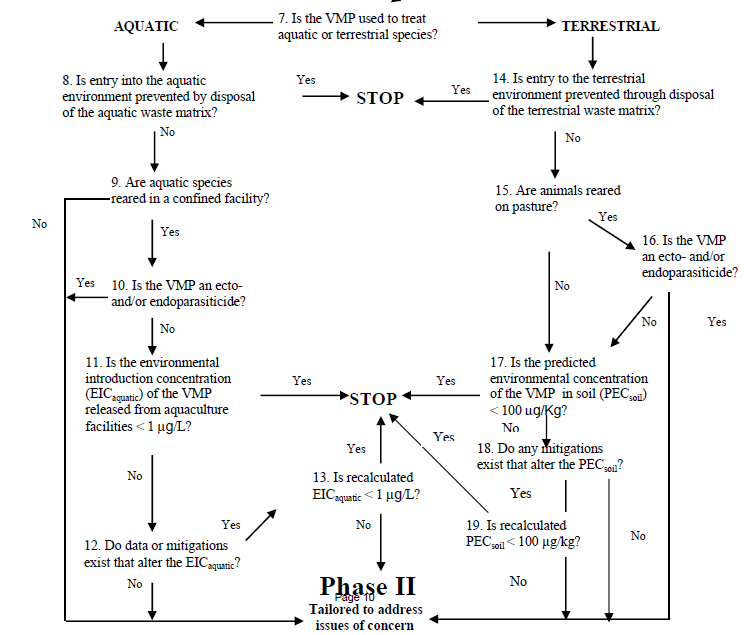 7. Is the VMP used to treat
aquatic or terrestrial species?
AQUATIC
TERRESTRIAL
8. Is entry into the aquatic
environment prevented by disposal
of the aquatic waste matrix?
Yes
STOP
Yes
14. Is entry to the terrestrial
environment prevented through disposal
of the terrestrial waste matrix?
No
No
9. Are aquatic species
reared in a confined facility?
No
Yes
15. Are animals reared
on pasture?
Yes
16. Is the VMP
an ecto- and/or
endoparasiticide?
Yes
10. Is the VMP an ecto-
and/or endoparasiticide?
No
No
No
Yes
11. Is the environmental
introduction concentration
(EICaquatic) of the VMP
released from aquaculture
facilities < 1 µg/L?
Yes
STOP
Yes
17. Is the predicted
environmental concentration
of the VMP in soil (PECsoil)
< 100 ug/Kg?
No
Yes
18. Do any mitigations
exist that alter the PECsoil?
Yes
No
No
Yes
13. Is recalculated
EICaquatic < 1 µg/L?
No
19. Is recalculated
PECsoil < 100 µg/kg?
No
Yes
12. Do data or mitigations
exist that alter the EICaquatic?
No
Phase II
Page 10
Tailored to address
issues of concern